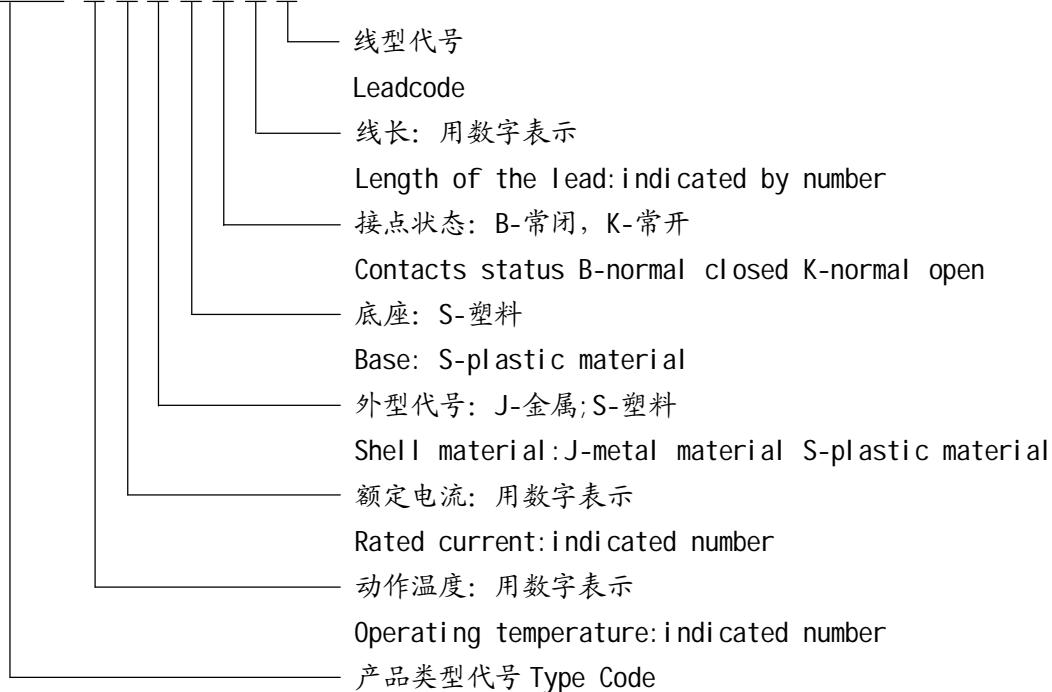 线型代号
Leadcode
线长：用数字表示
Length of the lead:indicated by number
接点状态：B-常闭，K-常开
Contacts status B-normal closed K-normal open
底座：S-塑料
Base: S-plastic material
外型代号：J-金属;S-塑料
Shell material:J-metal material S-plastic material
额定电流：用数字表示
Rated current:indicated number
动作温度：用数字表示
Operating temperature:indicated number
产品类型代号 Type Code